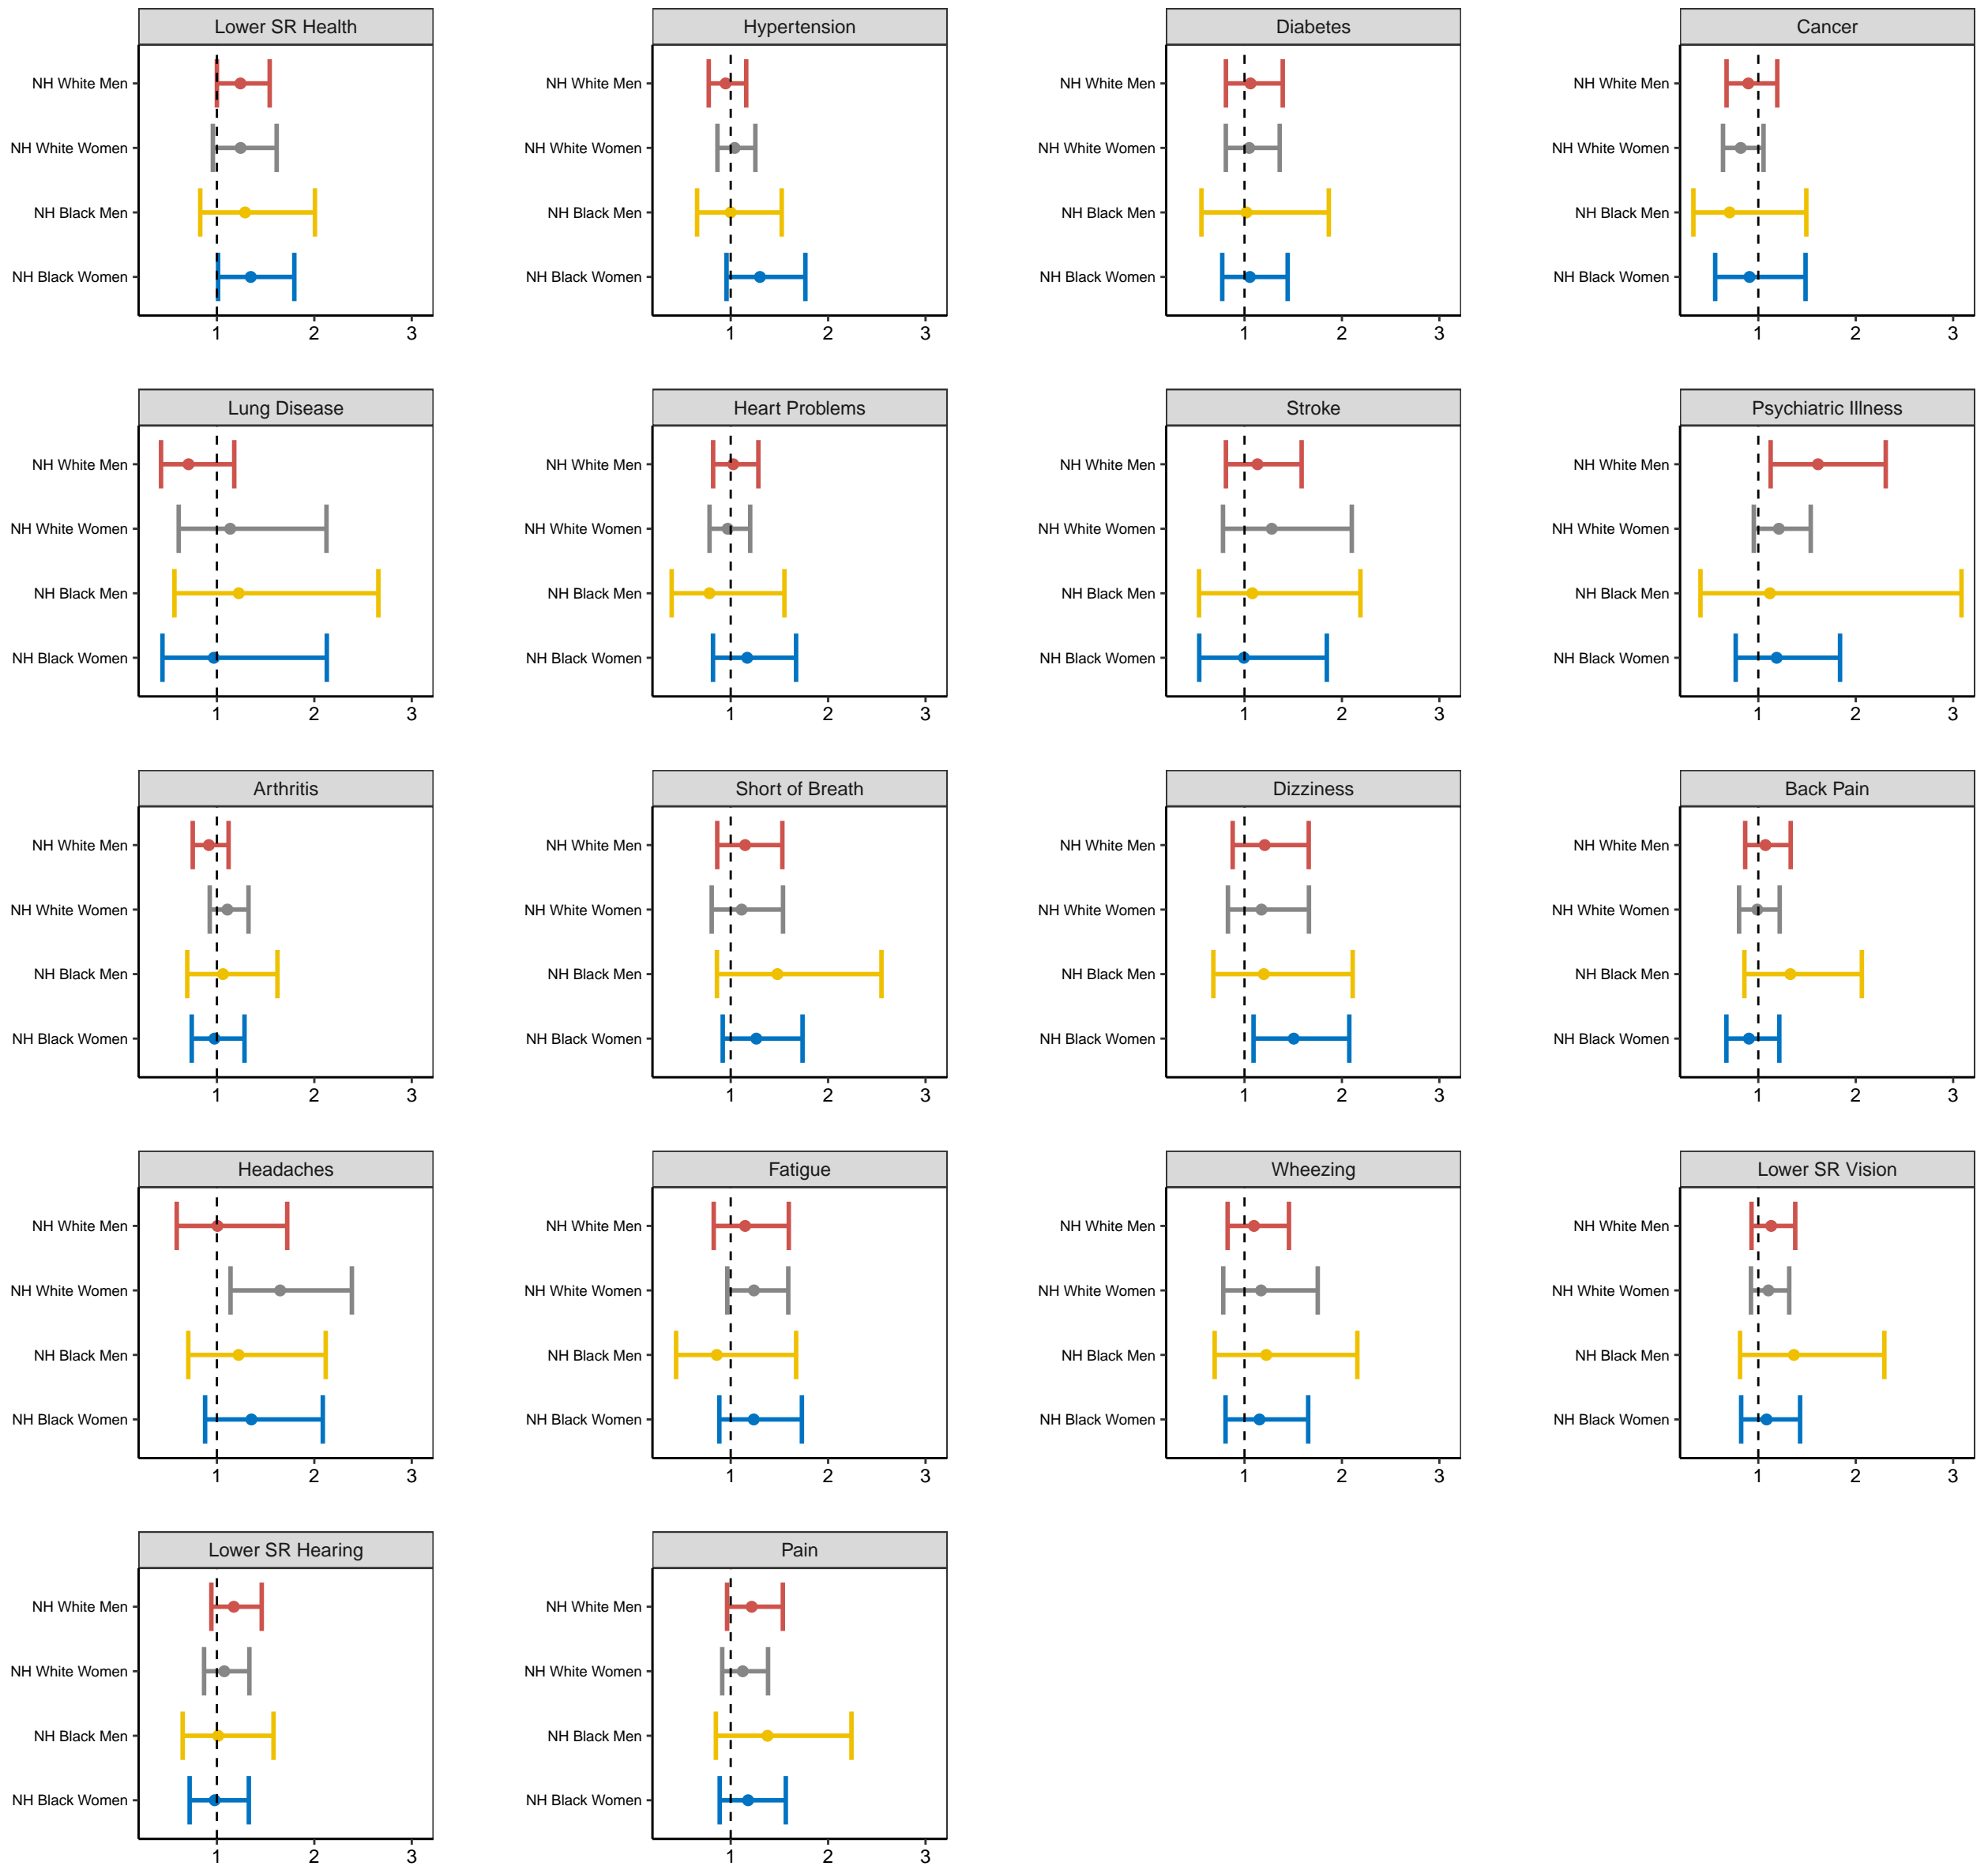 Lower SR Health
NH White Men
NH White Women
NH Black Men
NH Black Women
1 2 3
Hypertension
NH White Men
NH White Women
NH Black Men
NH Black Women
1 2 3
Diabetes
NH White Men
NH White Women
NH Black Men
NH Black Women
1 2 3
Cancer
NH White Men
NH White Women
NH Black Men
NH Black Women
1 2 3
Lung Disease
NH White Men
NH White Women
NH Black Men
NH Black Women
1 2 3
Heart Problems
NH White Men
NH White Women
NH Black Men
NH Black Women
1 2 3
Stroke
NH White Men
NH White Women
NH Black Men
NH Black Women
1 2 3
Psychiatric Illness
NH White Men
NH White Women
NH Black Men
NH Black Women
1 2 3
Arthritis
NH White Men
NH White Women
NH Black Men
NH Black Women
1 2 3
Short of Breath
NH White Men
NH White Women
NH Black Men
NH Black Women
1 2 3
Dizziness
NH White Men
NH White Women
NH Black Men
NH Black Women
1 2 3
Back Pain
NH White Men
NH White Women
NH Black Men
NH Black Women
1 2 3
Headaches
NH White Men
NH White Women
NH Black Men
NH Black Women
1 2 3
Fatigue
NH White Men
NH White Women
NH Black Men
NH Black Women
1 2 3
Wheezing
NH White Men
NH White Women
NH Black Men
NH Black Women
1 2 3
Lower SR Vision
NH White Men
NH White Women
NH Black Men
NH Black Women
1 2 3
Lower SR Hearing
NH White Men
NH White Women
NH Black Men
NH Black Women
1 2 3
Pain
NH White Men
NH White Women
NH Black Men
NH Black Women
1 2 3